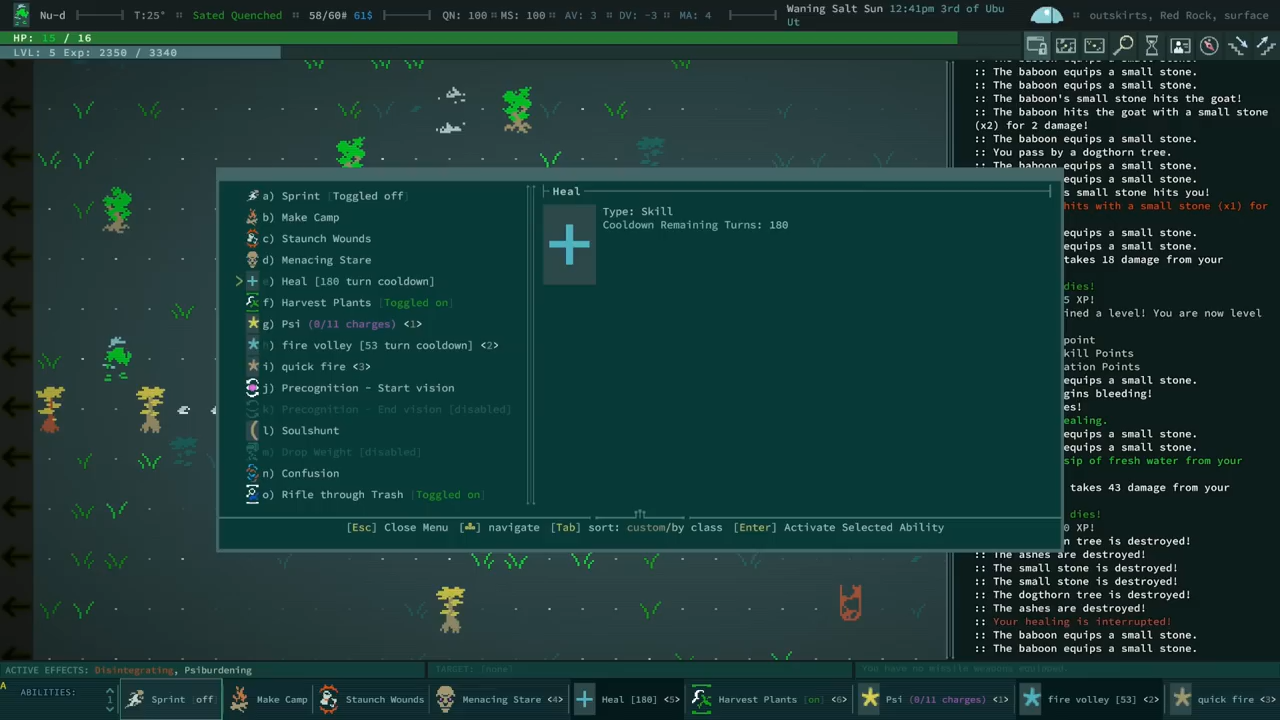 Nu-d T:25° :: Sated Quenched :: 58/60# 61$ QN: 100 :: MS: 100 :: AV: 3 :: DV: -3 :: MA: 4 Waning Salt Sun 12:41pm 3rd of Ubu Ut :: outskirts, Red Rock, surface
HP: 15 / 16
LVL: 5 Exp: 2350 / 3340
:: The baboon equips a small stone.
:: The baboon equips a small stone.
:: The baboon's small stone hits the goat!
:: The baboon hits the goat with a small stone
(x2) for 2 damage!
:: The baboon equips a small stone.
:: You pass by a dogthorn tree.
equips a small stone.
equips a small stone.
small stone hits you!
hits with a small stone (x1) for
equips a small stone.
equips a small stone.
takes 18 damage from your
dies!
5 XP!
ined a level! You are now level
point
kill Points
ation Points
equips a small stone.
gins bleeding!
es!
ealing.
equips a small stone.
equips a small stone.
sip of fresh water from your
takes 43 damage from your
dies!
0 XP!
n tree is destroyed!
:: The ashes are destroyed!
:: The small stone is destroyed!
:: The small stone is destroyed!
:: The dogthorn tree is destroyed!
:: The ashes are destroyed!
:: Your healing is interrupted!
:: The baboon equips a small stone.
:: The baboon equips a small stone.
a) Sprint [Toggled off]
b) Make Camp
c) Staunch Wounds
d) Menacing Stare
> e) Heal [180 turn cooldown]
f) Harvest Plants [Toggled on]
g) Psi (0/11 charges) <1>
h) fire volley [53 turn cooldown] <2>
i) quick fire <3>
j) Precognition - Start vision
k) Precognition - End vision [disabled]
l) Soulshunt
m) Drop Weight [disabled]
n) Confusion
o) Rifle through Trash [Toggled on]
Heal
Type: Skill
Cooldown Remaining Turns: 180
[Esc] Close Menu [ ] navigate [Tab] sort: custom/by class [Enter] Activate Selected Ability
ACTIVE EFFECTS: Disintegrating, Psiburdening
TARGET: [none]
You have no missile weapons equipped.
A ABILITIES: 1 Sprint [off] Make Camp Staunch Wounds Menacing Stare <4> Heal [180] <5> Harvest Plants [on] <6> Psi (0/11 charges) <1> fire volley [53] <2> quick fire <3>